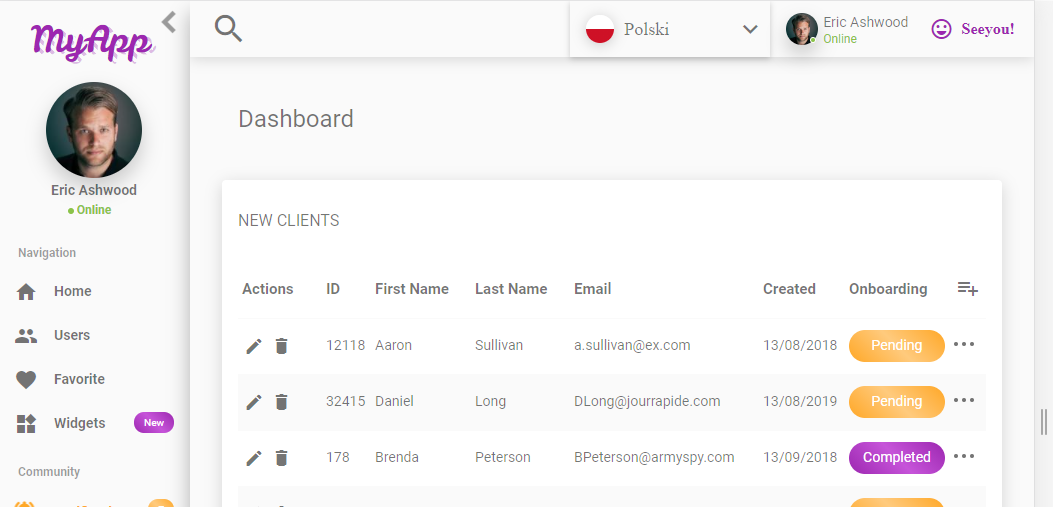 MyApp
Polski
Eric Ashwood
Online
Seeyou!
Eric Ashwood
Online
Navigation
Home
Users
Favorite
Widgets New
Community
Dashboard
NEW CLIENTS
Actions ID First Name Last Name Email Created Onboarding
12118 Aaron Sullivan a.sullivan@ex.com 13/08/2018 Pending
32415 Daniel Long DLong@jourrapide.com 13/08/2019 Pending
178 Brenda Peterson BPeterson@armyspy.com 13/09/2018 Completed